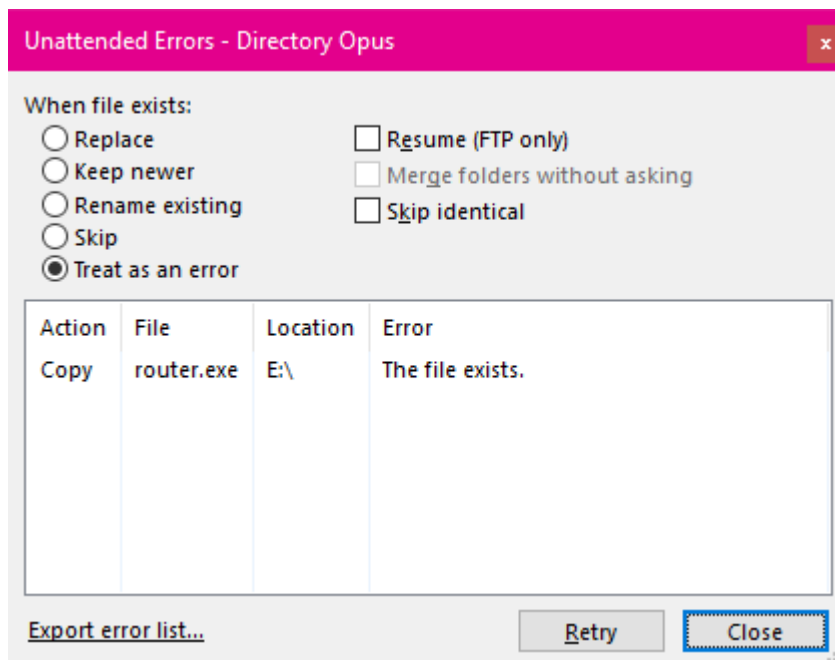 Unattended Errors - Directory Opus
x
When file exists:
Replace
Resume (FTP only)
Keep newer
Merge folders without asking
Rename existing
Skip identical
Skip
Treat as an error
Action File Location Error
Copy router.exe E:\ The file exists.
Export error list...
Retry
Close